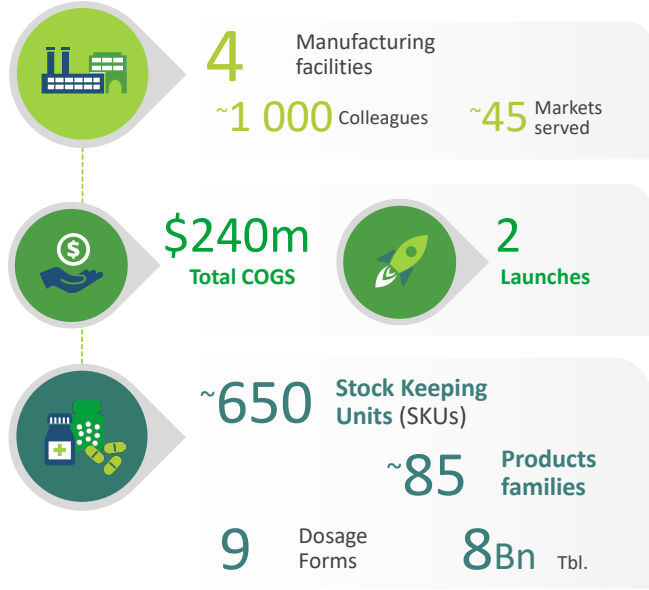 4 Manufacturing
facilities
~1 000 Colleagues ~45 Markets
served
$
$240m
Total COGS
2
Launches
~650 Stock Keeping
Units (SKUs)
~85 Products
families
9 Dosage
Forms
8Bn Tbl.